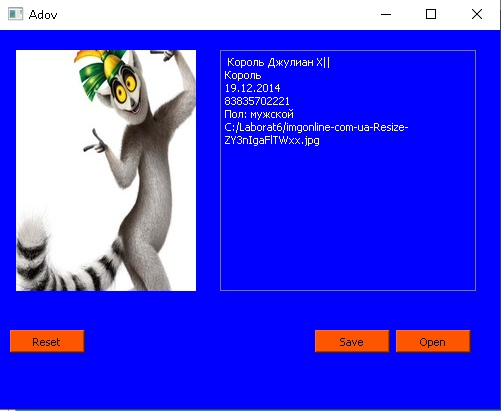 Adov
Король Джулиан X||
Король
19.12.2014
83835702221
Пол: мужской
C:/Laborat6/imgonline-com-ua-Resize-
ZY3nIgaFlTWxx.jpg
Reset
Save
Open